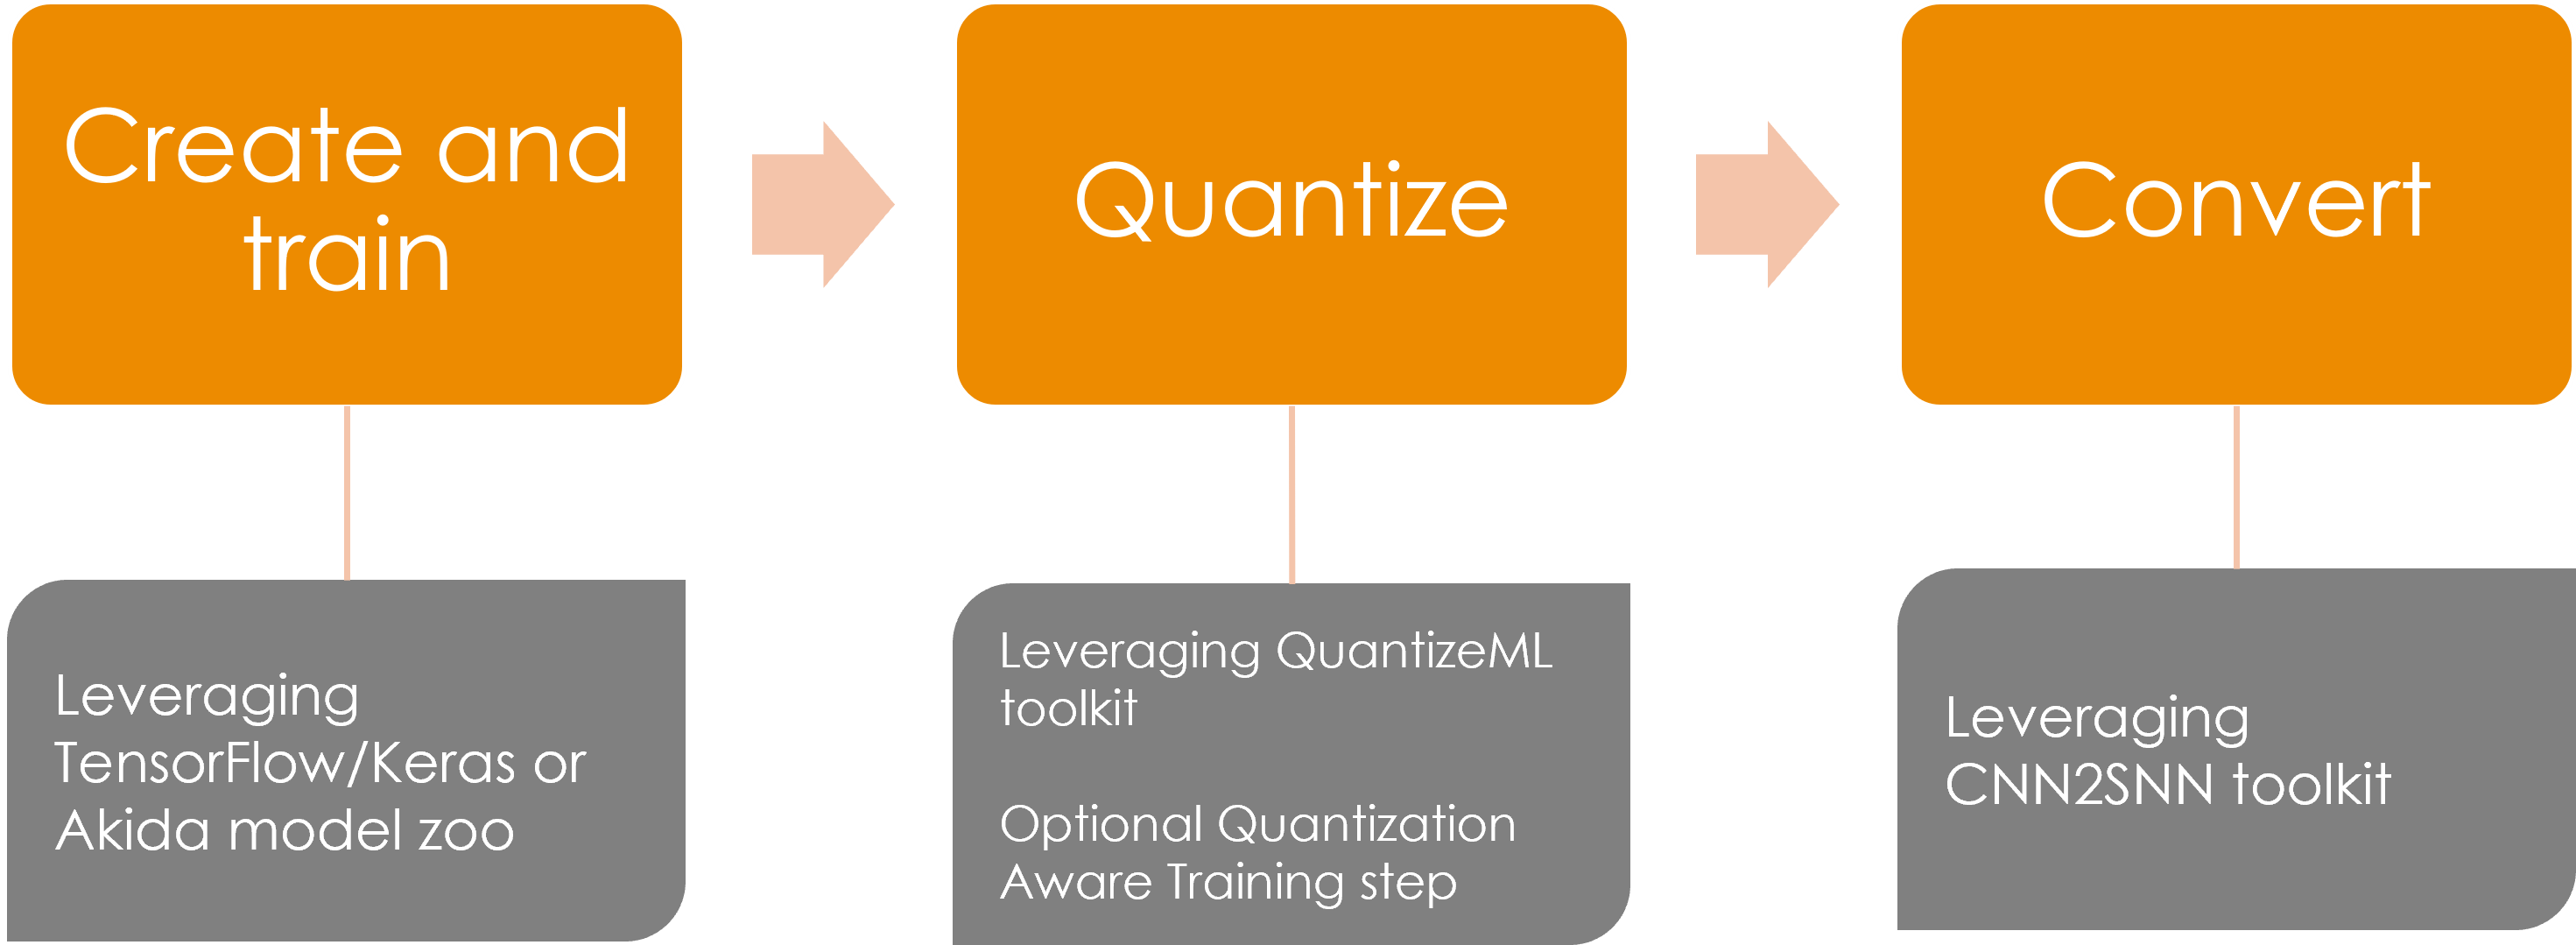 Create and
train
Quantize
Convert
Leveraging
TensorFlow/Keras or
Akida model zoo
Leveraging QuantizeML
toolkit
Optional Quantization
Aware Training step
Leveraging
CNN2SNN toolkit